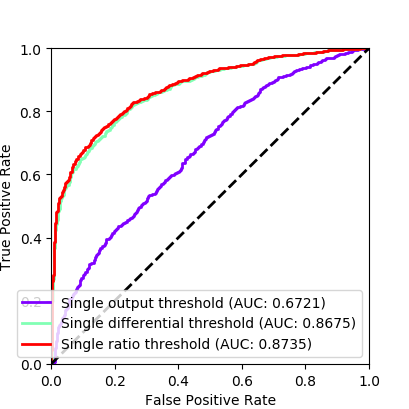 1.0
0.8
0.6
0.4
0.2
0.0
True Positive Rate
Single output threshold (AUC: 0.6721)
Single differential threshold (AUC: 0.8675)
Single ratio threshold (AUC: 0.8735)
0.0 0.2 0.4 0.6 0.8 1.0
False Positive Rate